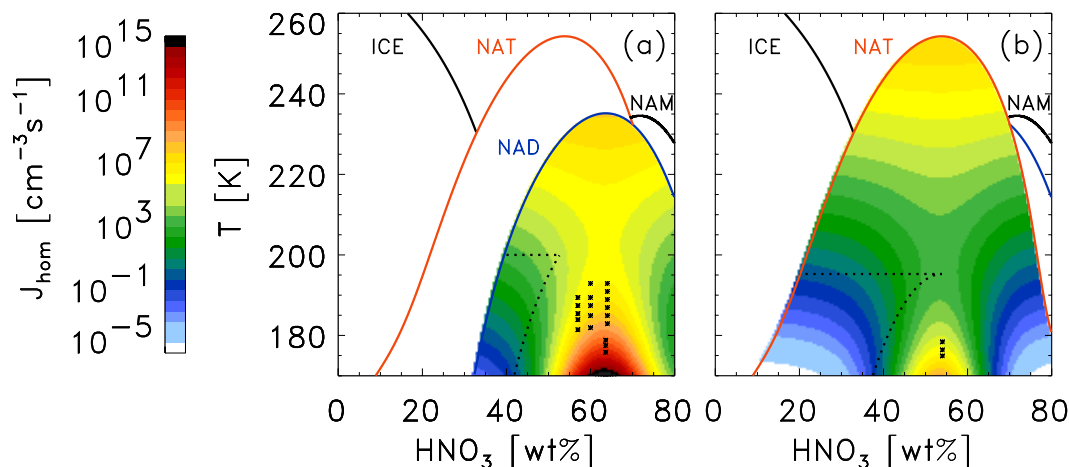 10^15
10^11
10^7
10^3
10^−1
10^−5
J_hom [cm^−3 s^−1]
T [K]
260
240
220
200
180
ICE
NAT
(a)
NAM
NAD
0 20 40 60 80
HNO_3 [wt%]
ICE
NAT
(b)
NAM
0 20 40 60 80
HNO_3 [wt%]